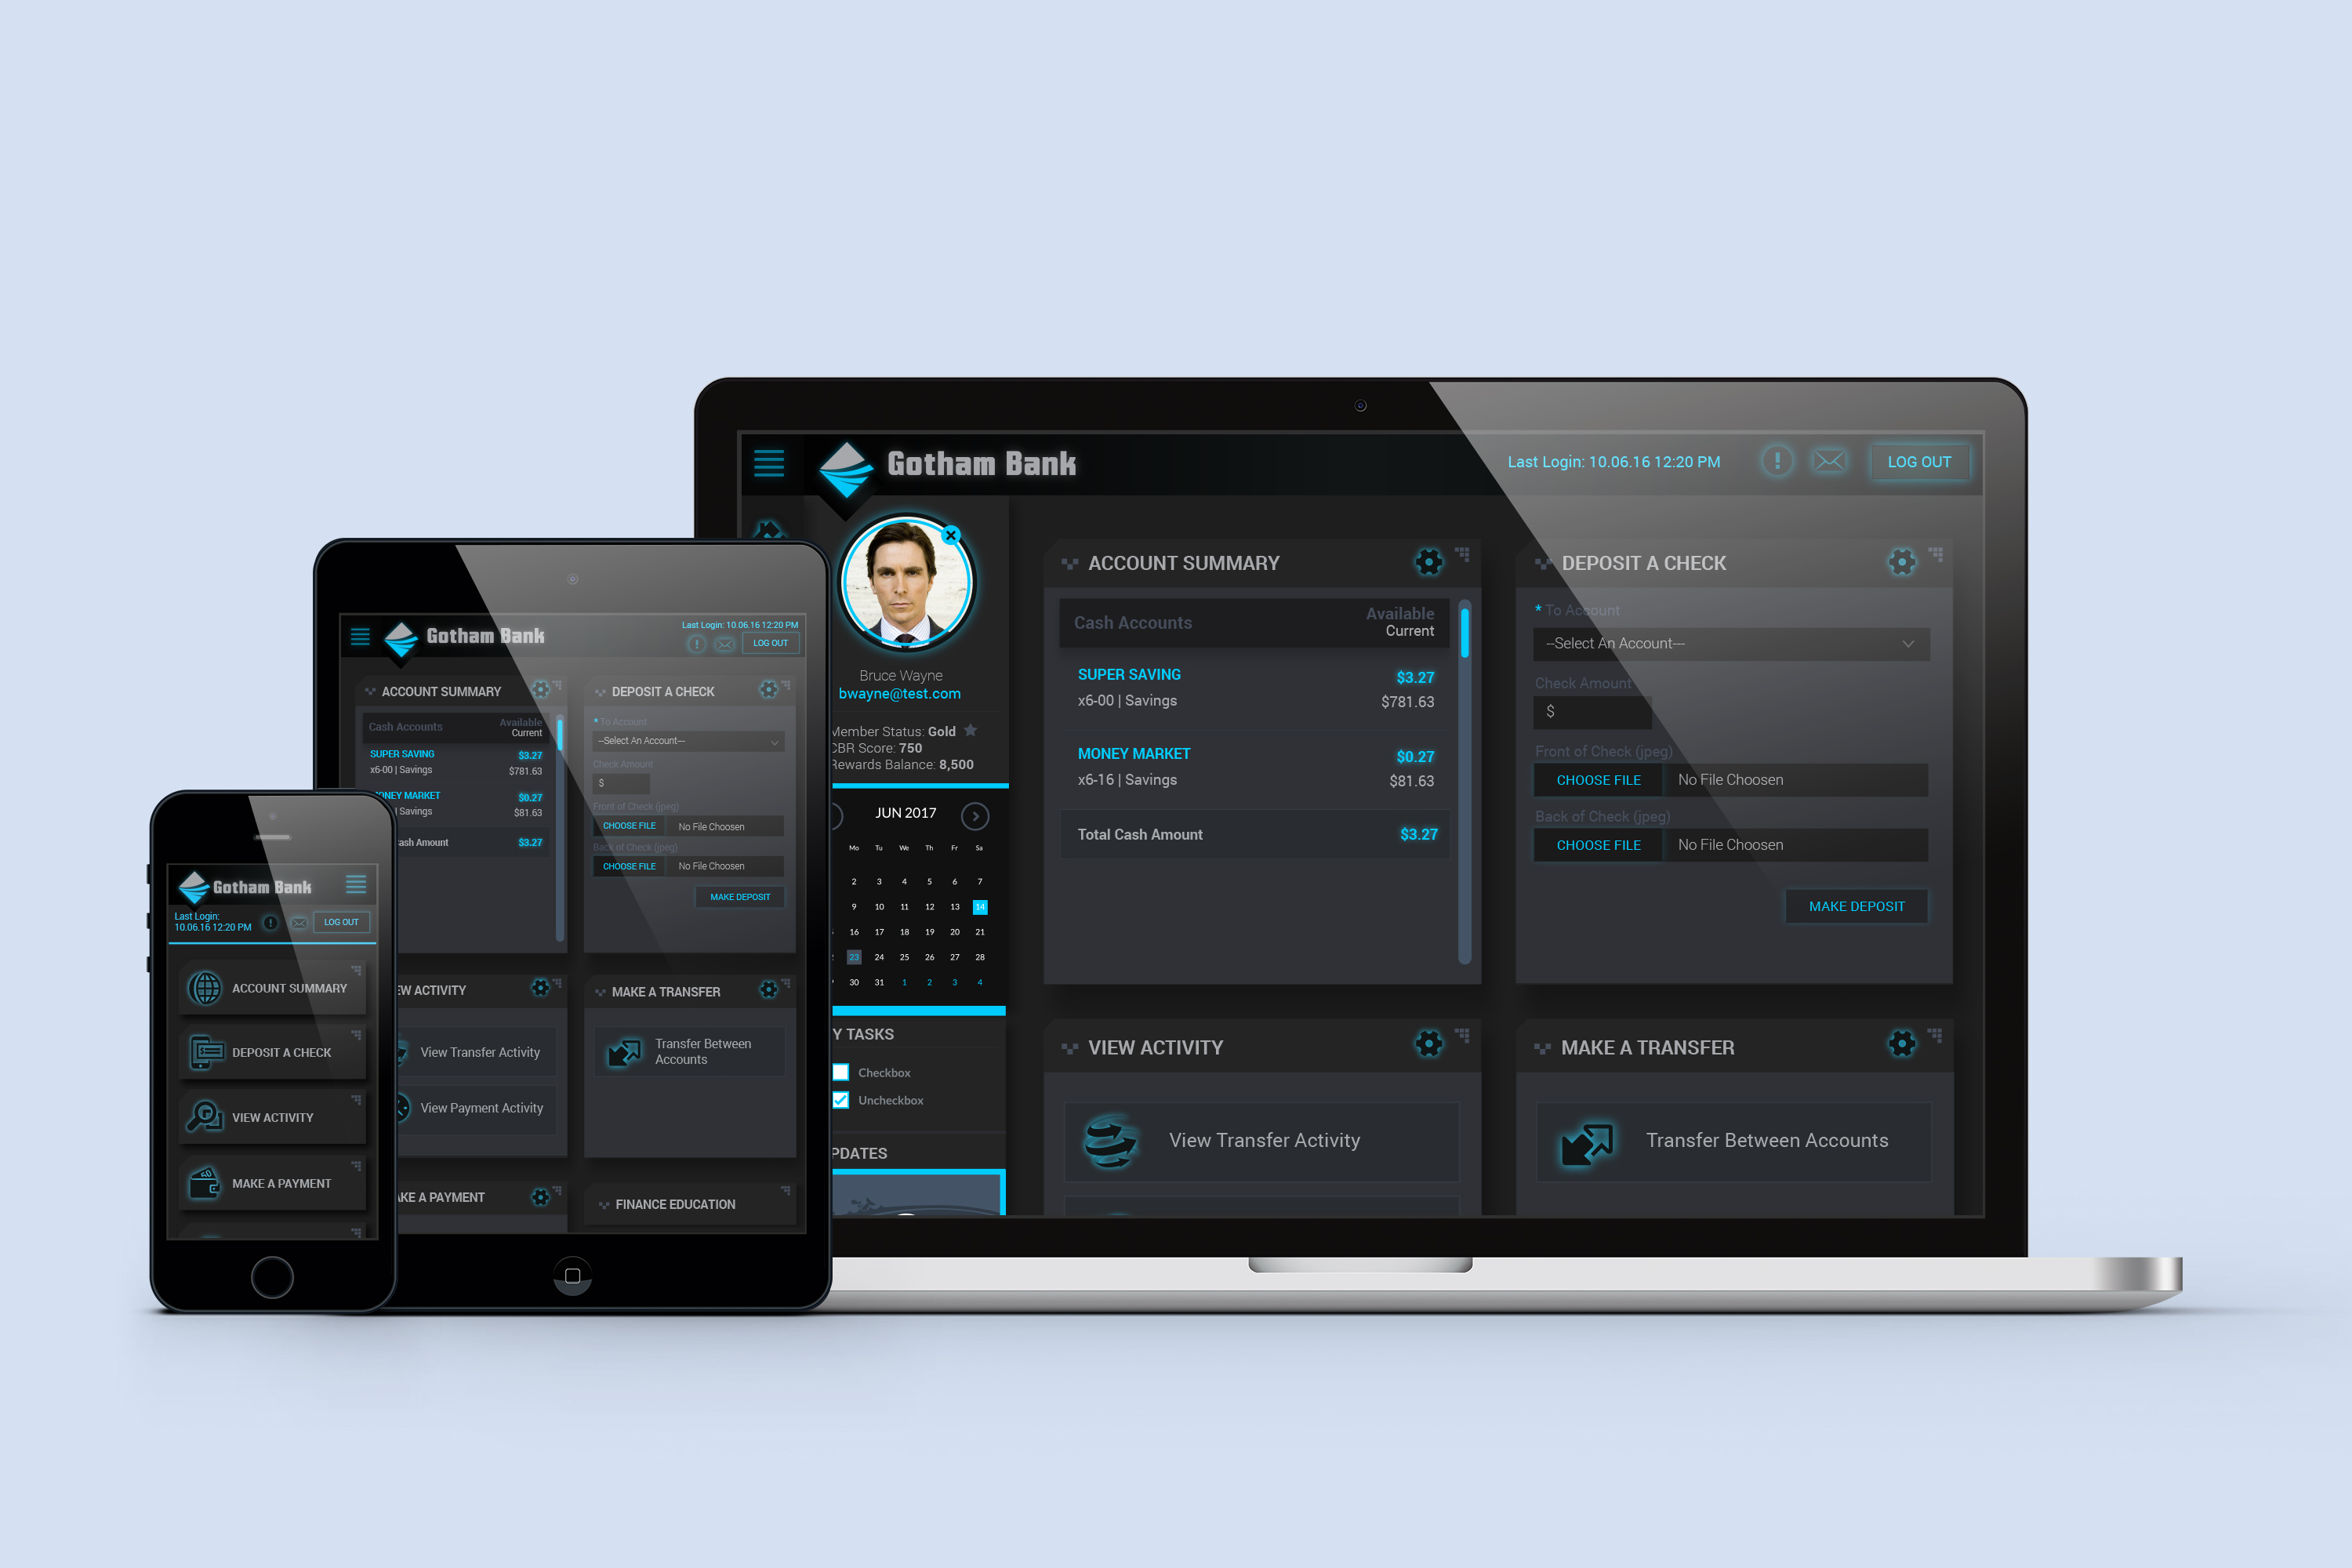 Gotham Bank
Last Login: 10.06.16 12:20 PM
LOG OUT
Bruce Wayne
bwayne@test.com
Member Status: Gold
CBR Score: 750
Rewards Balance: 8,500
JUN 2017
Mo Tu We Th Fr Sa
2 3 4 5 6 7
9 10 11 12 13 14
16 17 18 19 20 21
23 24 25 26 27 28
30 31 1 2 3 4
Y TASKS
Checkbox
Uncheckbox
PDATES
ACCOUNT SUMMARY
Cash Accounts
Available
Current
SUPER SAVING $3.27
x6-00 | Savings $781.63
MONEY MARKET $0.27
x6-16 | Savings $81.63
Total Cash Amount $3.27
DEPOSIT A CHECK
* To Account
--Select An Account---
Check Amount
$
Front of Check (jpeg)
CHOOSE FILE No File Choosen
Back of Check (jpeg)
CHOOSE FILE No File Choosen
MAKE DEPOSIT
VIEW ACTIVITY
View Transfer Activity
MAKE A TRANSFER
Transfer Between Accounts
Gotham Bank
Last Login: 10.06.16 12:20 PM
LOG OUT
ACCOUNT SUMMARY
Cash Accounts
Available
Current
SUPER SAVING $3.27
x6-00 | Savings $781.63
ONEY MARKET $0.27
| Savings $81.63
ash Amount $3.27
DEPOSIT A CHECK
* To Account
--Select An Account---
Check Amount
$
Front of Check (jpeg)
CHOOSE FILE No File Choosen
Back of Check (jpeg)
CHOOSE FILE No File Choosen
MAKE DEPOSIT
EW ACTIVITY
View Transfer Activity
View Payment Activity
MAKE A TRANSFER
Transfer Between
Accounts
KE A PAYMENT
FINANCE EDUCATION
Gotham Bank
Last Login:
10.06.16 12:20 PM
LOG OUT
ACCOUNT SUMMARY
DEPOSIT A CHECK
VIEW ACTIVITY
MAKE A PAYMENT